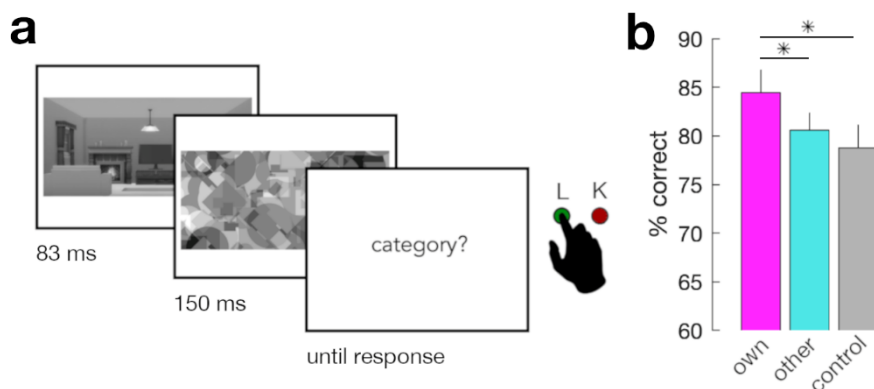 a
83 ms
150 ms
category?
until response
L K
b
% correct
90
85
80
75
70
65
60
* *
own
other
control